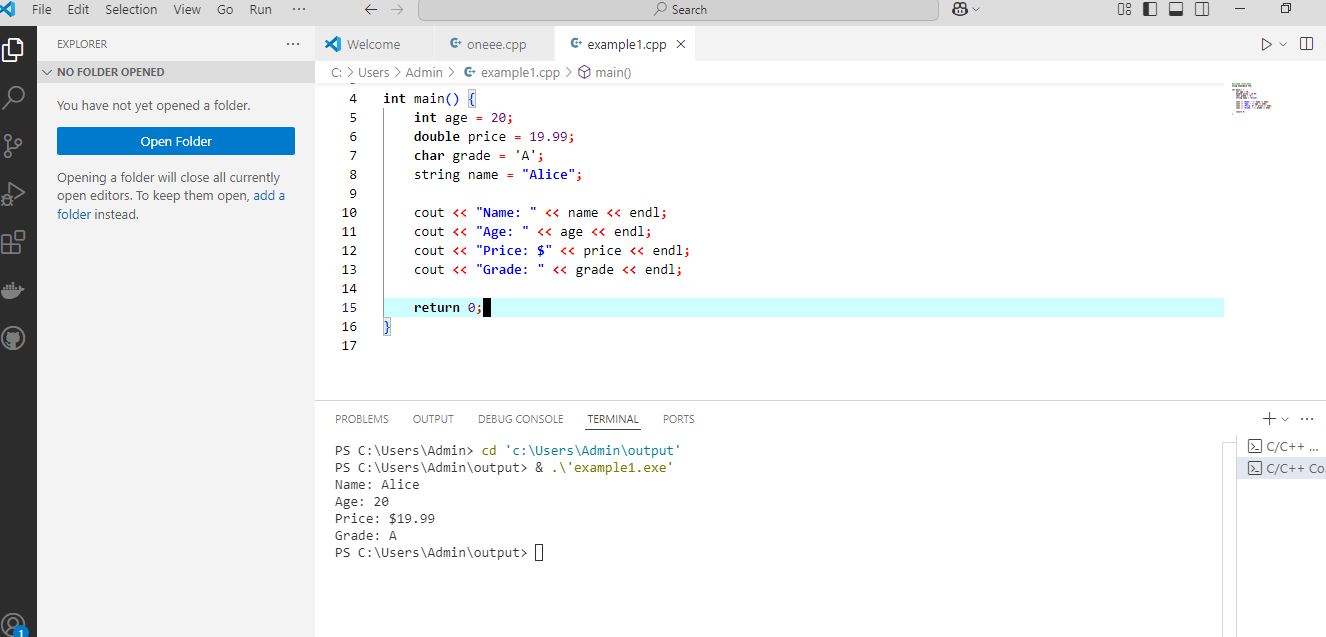 File Edit Selection View Go Run ··· Search
EXPLORER ···
NO FOLDER OPENED
You have not yet opened a folder.
Open Folder
Opening a folder will close all currently
open editors. To keep them open, add a
folder instead.
1
Welcome oneee.cpp example1.cpp
C: > Users > Admin > example1.cpp > main()
4 int main() {
5     int age = 20;
6     double price = 19.99;
7     char grade = 'A';
8     string name = "Alice";
9
10     cout << "Name: " << name << endl;
11     cout << "Age: " << age << endl;
12     cout << "Price: $" << price << endl;
13     cout << "Grade: " << grade << endl;
14
15     return 0;
16 }
17
PROBLEMS OUTPUT DEBUG CONSOLE TERMINAL PORTS
PS C:\Users\Admin> cd 'c:\Users\Admin\output'
PS C:\Users\Admin\output> & .\'example1.exe'
Name: Alice
Age: 20
Price: $19.99
Grade: A
PS C:\Users\Admin\output>
C/C++ ...
C/C++ Co